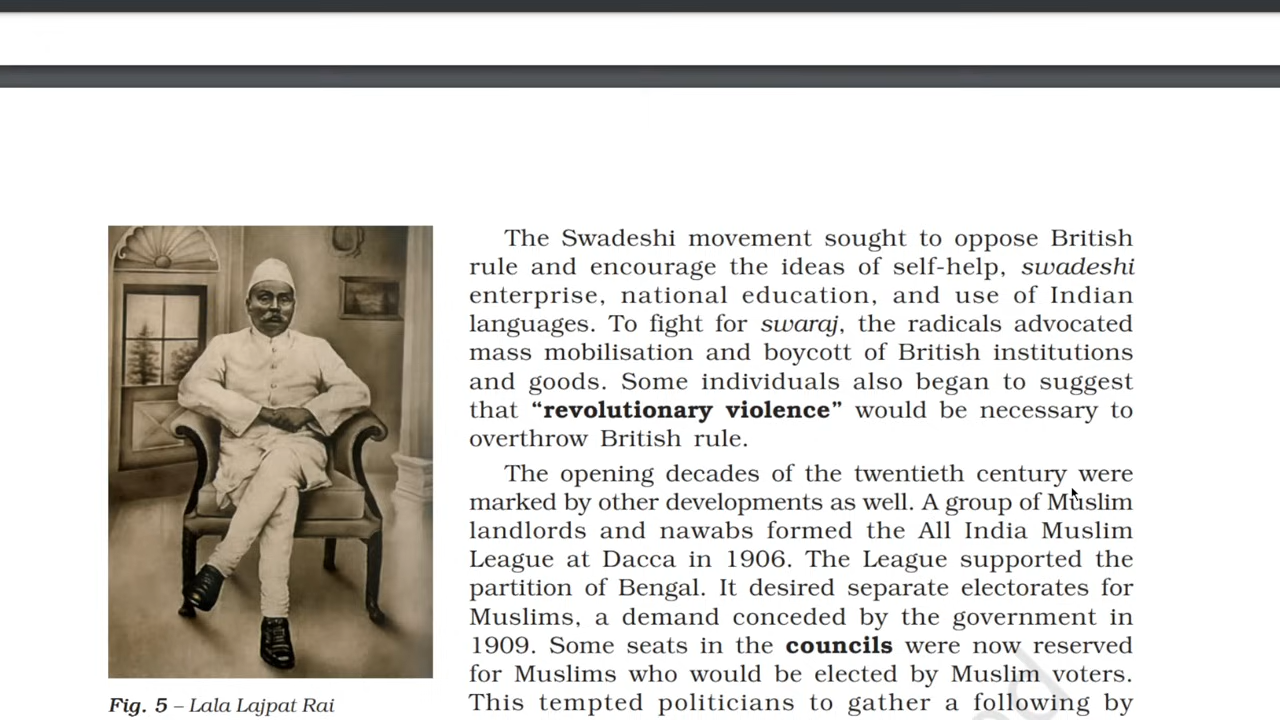 The Swadeshi movement sought to oppose British
rule and encourage the ideas of self-help, swadeshi
enterprise, national education, and use of Indian
languages. To fight for swaraj, the radicals advocated
mass mobilisation and boycott of British institutions
and goods. Some individuals also began to suggest
that “revolutionary violence” would be necessary to
overthrow British rule.
The opening decades of the twentieth century were
marked by other developments as well. A group of Muslim
landlords and nawabs formed the All India Muslim
League at Dacca in 1906. The League supported the
partition of Bengal. It desired separate electorates for
Muslims, a demand conceded by the government in
1909. Some seats in the councils were now reserved
for Muslims who would be elected by Muslim voters.
This tempted politicians to gather a following by
Fig. 5 – Lala Lajpat Rai